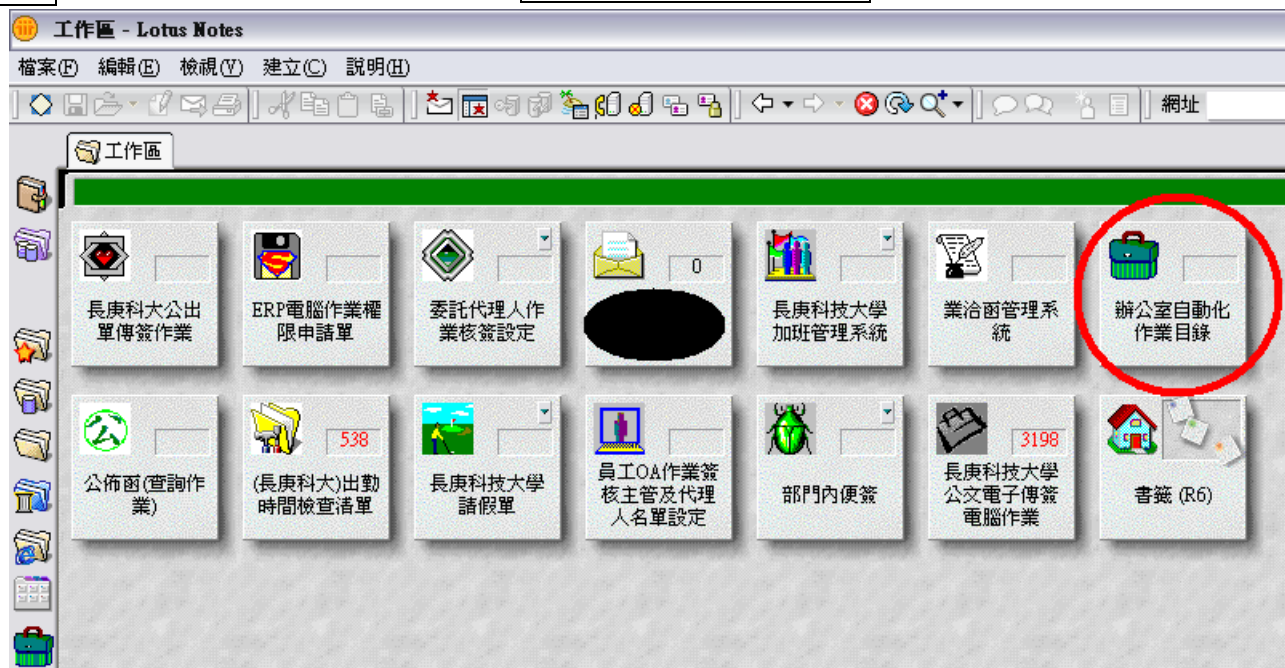 工作區 - Lotus Notes
檔案(F) 編輯(E) 檢視(V) 建立(C) 說明(H)
網址
工作區
長庚科大公出
單傳簽作業
ERP電腦作業權
限申請單
委託代理人作
業核簽設定
0
長庚科技大學
加班管理系統
業洽函管理系
統
辦公室自動化
作業目錄
公佈函(查詢作
業)
538
(長庚科大)出勤
時間檢查清單
長庚科技大學
請假單
員工OA作業簽
核主管及代理
人名單設定
部門內便簽
3198
長庚科技大學
公文電子傳簽
電腦作業
書籤 (R6)